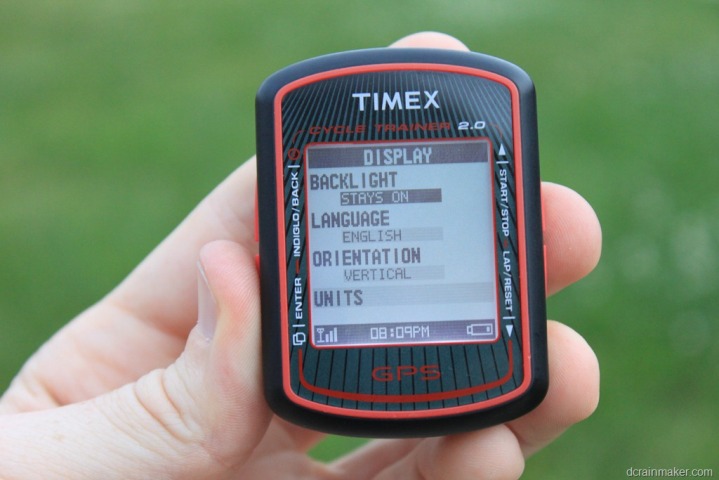 TIMEX
CYCLE TRAINER 2.0
DISPLAY
BACKLIGHT
STAYS ON
LANGUAGE
ENGLISH
ORIENTATION
VERTICAL
UNITS
08:09PM
GPS
ENTER
INDIGLO/BACK
START/STOP
LAP/RESET
dcrainmaker.com